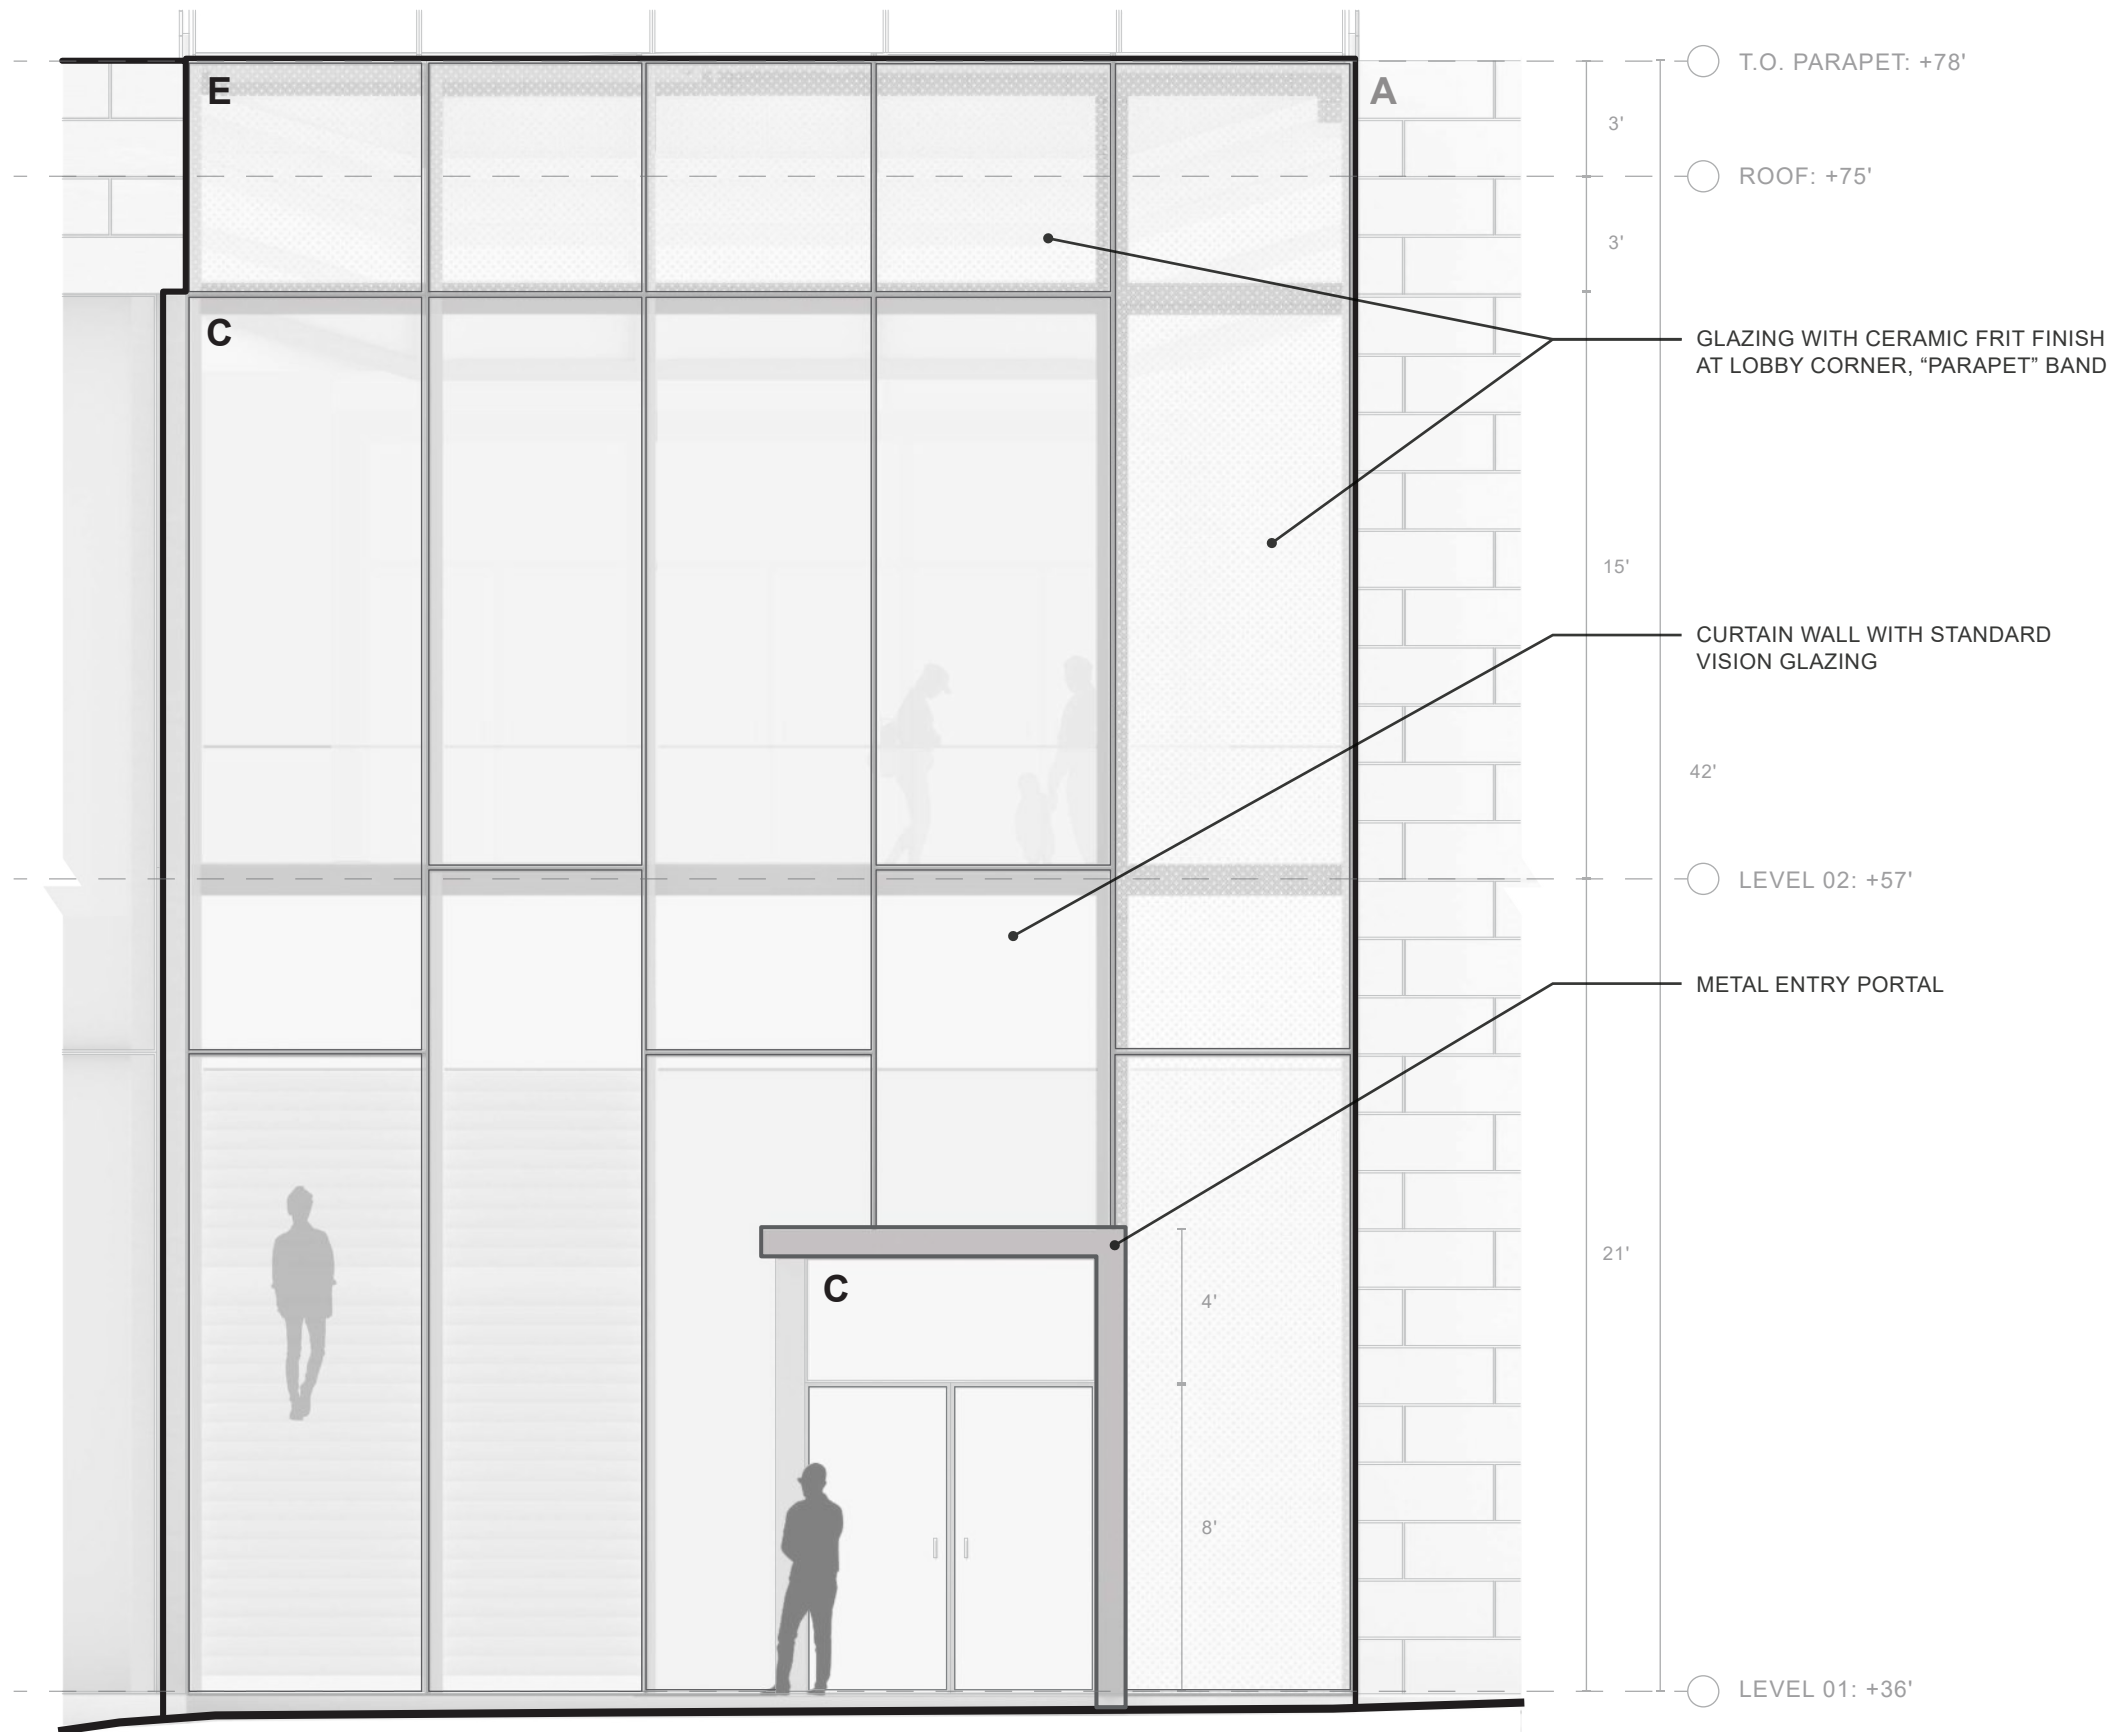 E
A
T.O. PARAPET: +78'
3'
ROOF: +75'
3'
C
GLAZING WITH CERAMIC FRIT FINISH
AT LOBBY CORNER, “PARAPET” BAND
15'
CURTAIN WALL WITH STANDARD
VISION GLAZING
42'
LEVEL 02: +57'
METAL ENTRY PORTAL
21'
C
4'
8'
LEVEL 01: +36'